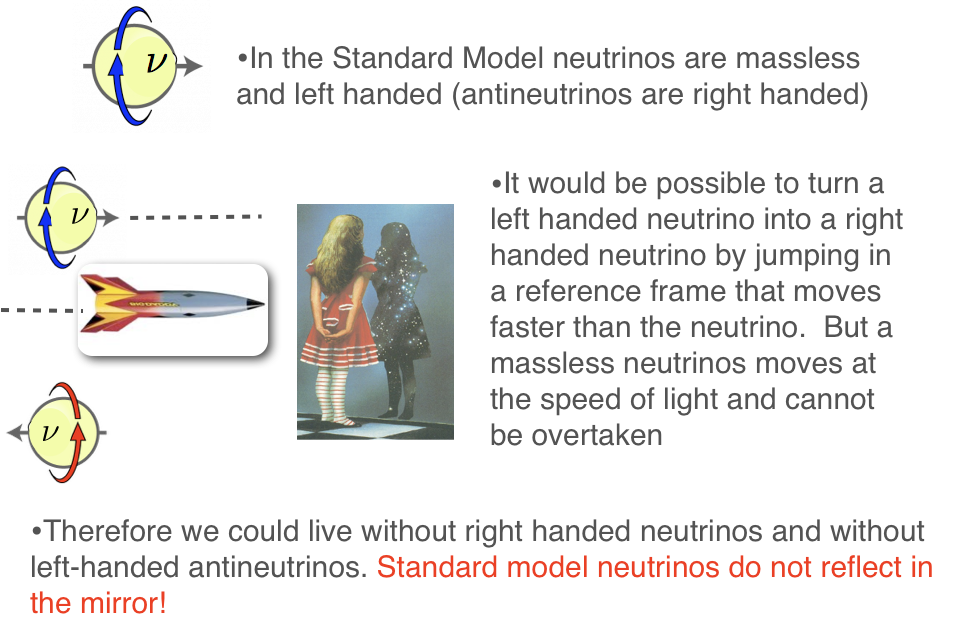 ν
•In the Standard Model neutrinos are massless
and left handed (antineutrinos are right handed)
ν
•It would be possible to turn a
left handed neutrino into a right
handed neutrino by jumping in
a reference frame that moves
faster than the neutrino.  But a
massless neutrinos moves at
the speed of light and cannot
be overtaken
ν
•Therefore we could live without right handed neutrinos and without
left-handed antineutrinos. Standard model neutrinos do not reflect in
the mirror!